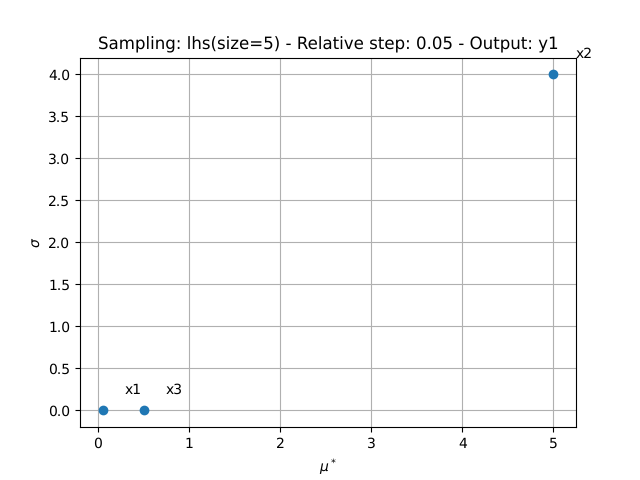 Sampling: lhs(size=5) - Relative step: 0.05 - Output: y1
x2
4.0
3.5
3.0
2.5
2.0
1.5
1.0
0.5
0.0
σ
x1 x3
0 1 2 3 4 5
μ*